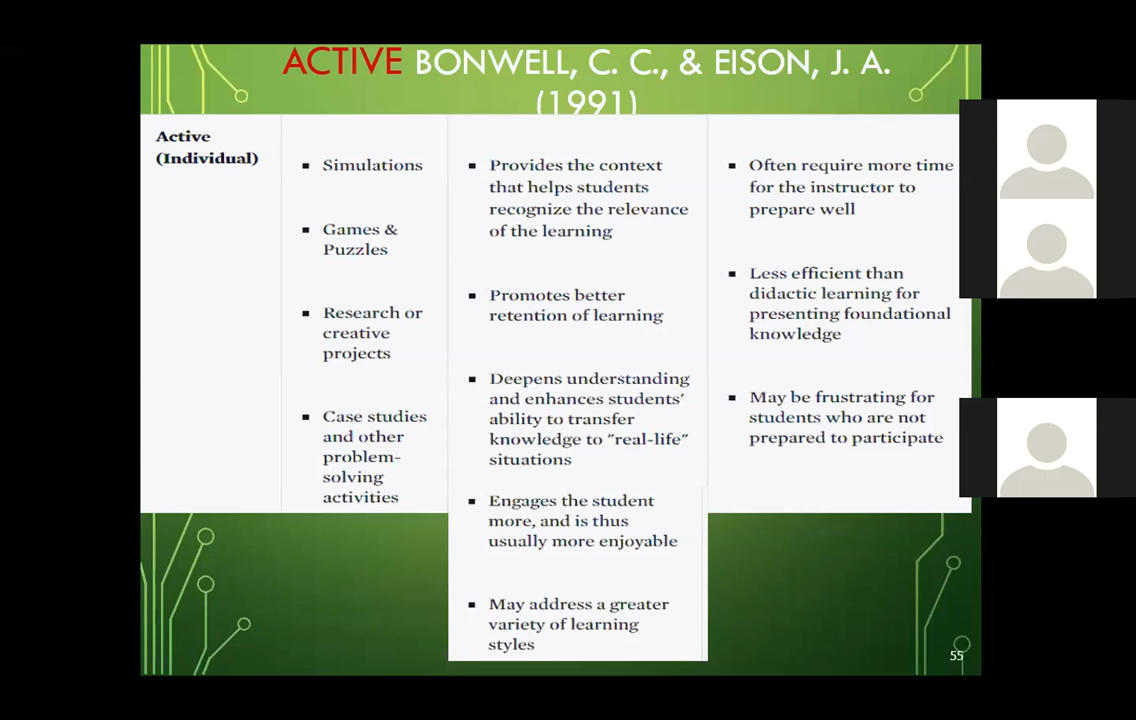 ACTIVE BONWELL, C. C., & EISON, J. A.
(1991)
Active
(Individual)
▪ Simulations
▪ Games &
Puzzles
▪ Research or
creative
projects
▪ Case studies
and other
problem-
solving
activities
▪ Provides the context
that helps students
recognize the relevance
of the learning
▪ Promotes better
retention of learning
▪ Deepens understanding
and enhances students'
ability to transfer
knowledge to "real-life"
situations
▪ Engages the student
more, and is thus
usually more enjoyable
▪ May address a greater
variety of learning
styles
▪ Often require more time
for the instructor to
prepare well
▪ Less efficient than
didactic learning for
presenting foundational
knowledge
▪ May be frustrating for
students who are not
prepared to participate
55